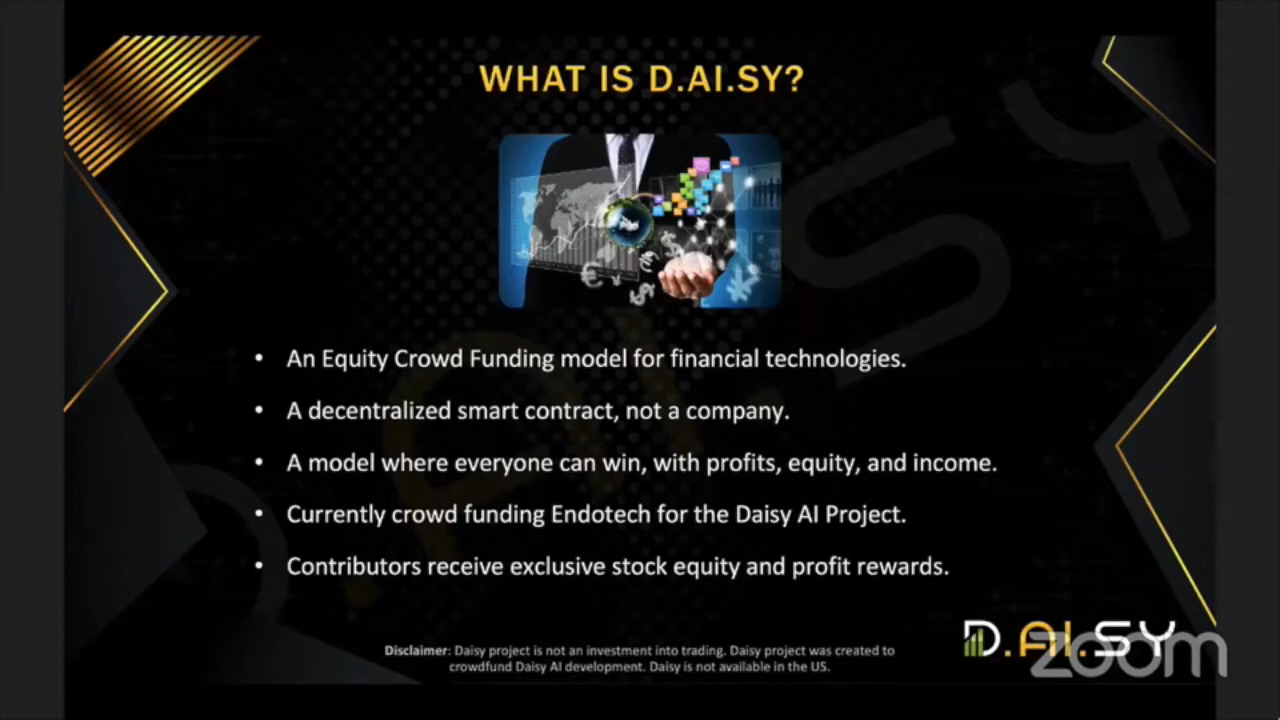 WHAT IS D.AI.SY?
• An Equity Crowd Funding model for financial technologies.
• A decentralized smart contract, not a company.
• A model where everyone can win, with profits, equity, and income.
• Currently crowd funding Endotech for the Daisy AI Project.
• Contributors receive exclusive stock equity and profit rewards.
Disclaimer: Daisy project is not an investment into trading. Daisy project was created to
crowdfund Daisy AI development. Daisy is not available in the US.
D.AI.SY
zoom